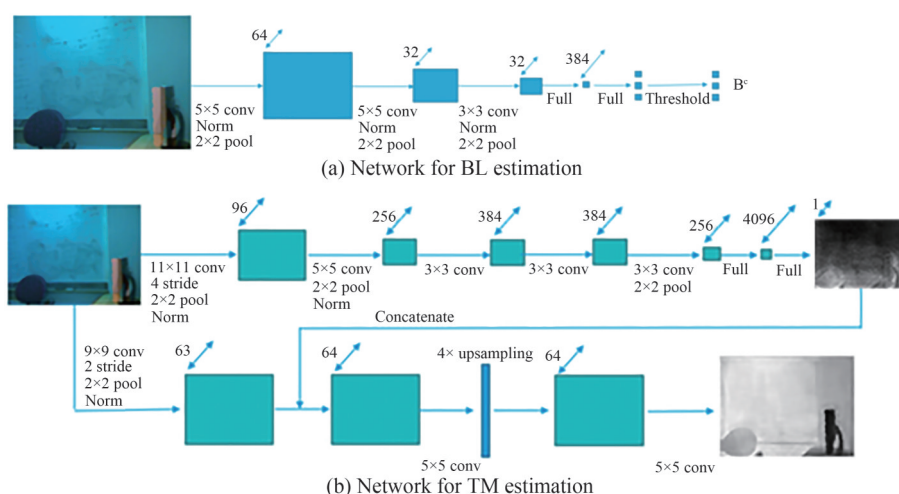 64
32
32
384
5×5 conv
Norm
2×2 pool
5×5 conv
Norm
2×2 pool
3×3 conv
Norm
2×2 pool
Full
Full
Threshold
Bᶜ
(a) Network for BL estimation
96
256
384
384
256
4096
1
11×11 conv
4 stride
2×2 pool
Norm
5×5 conv
2×2 pool
Norm
3×3 conv
3×3 conv
3×3 conv
2×2 pool
Full
Full
Concatenate
9×9 conv
2 stride
2×2 pool
Norm
63
64
4× upsampling
64
5×5 conv
5×5 conv
(b) Network for TM estimation